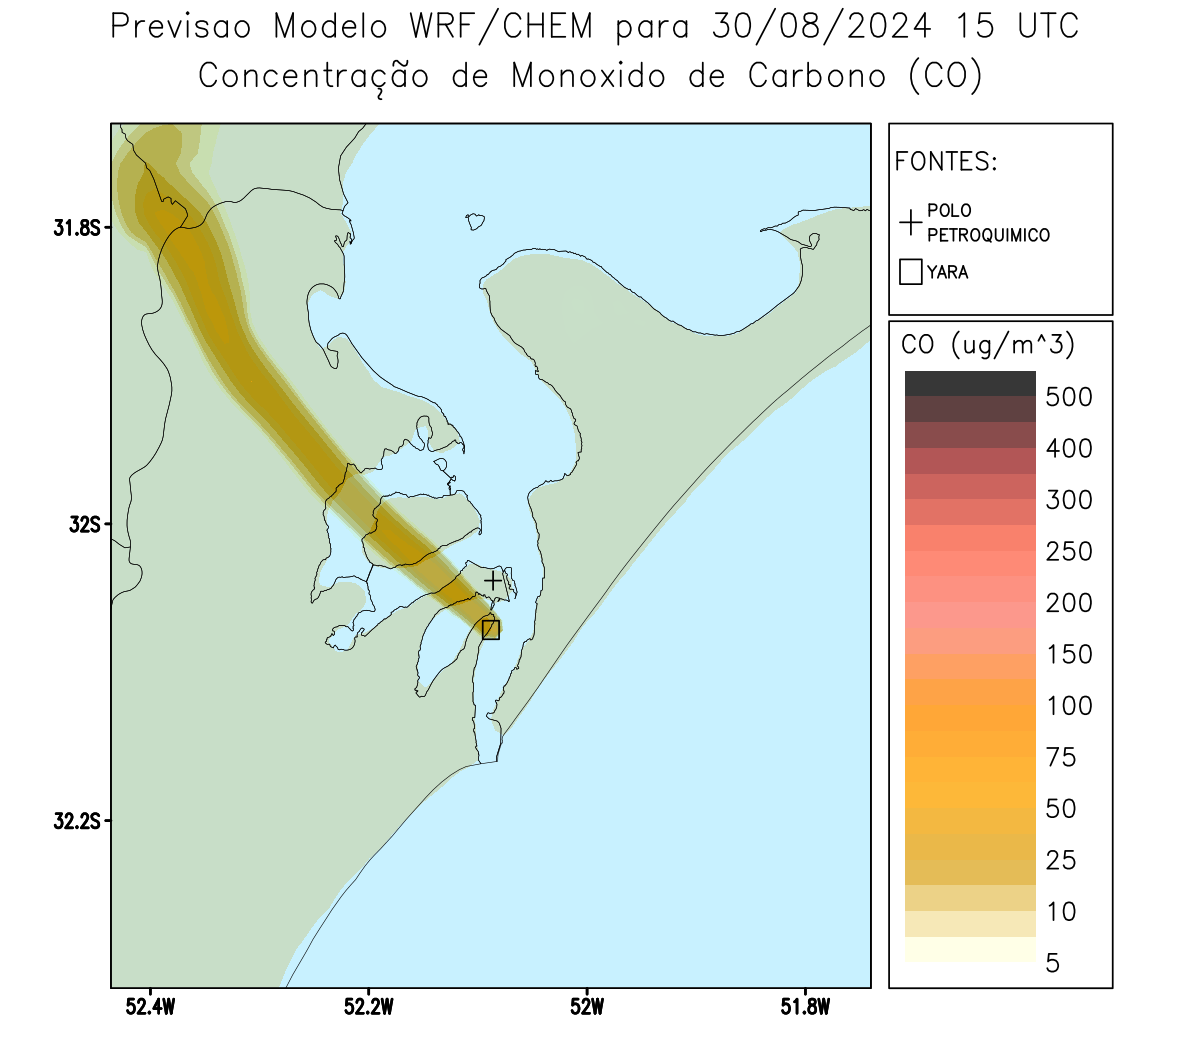 Previsao Modelo WRF/CHEM para 30/08/2024 15 UTC
Concentração de Monoxido de Carbono (CO)
FONTES:
POLO
PETROQUIMICO
YARA
CO (ug/m^3)
500
400
300
250
200
150
100
75
50
25
10
5
31.8S
32S
32.2S
52.4W
52.2W
52W
51.8W